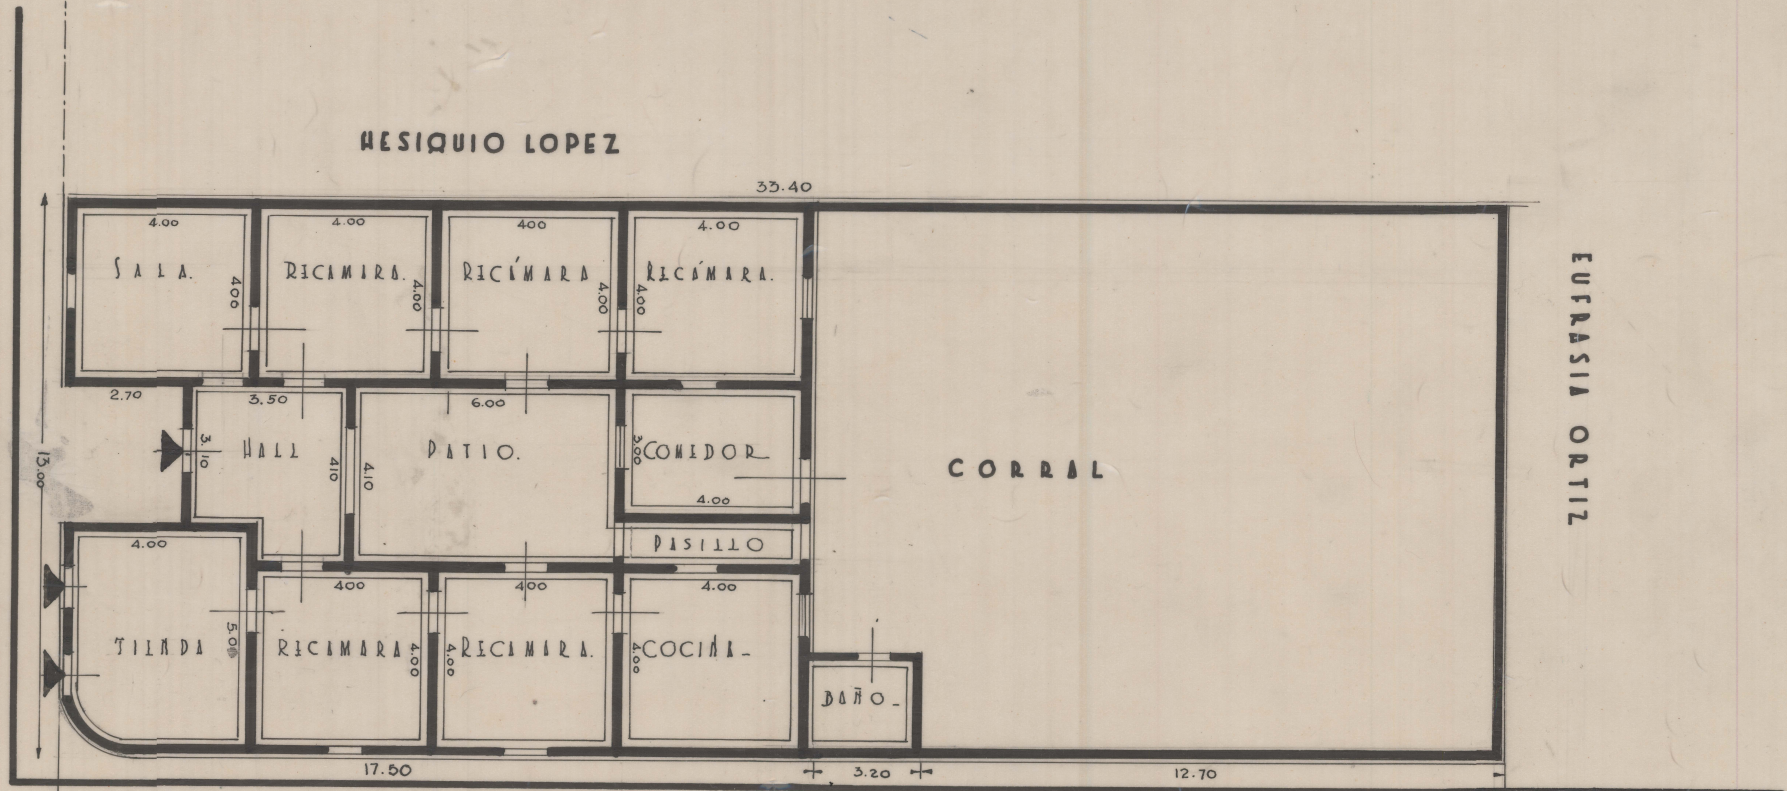 HESIQUIO LOPEZ
33.40
4.00
4.00
400
4.00
SALA.
RECAMARA.
RECÁMARA
RECÁMARA.
400
4.00
4.00
4.00
2.70
3.50
6.00
3.10
HALL
410
4.10
PATIO.
3.00
COMEDOR
4.00
CORRAL
EUFRASIA ORTIZ
13.00
4.00
PASILLO
400
400
4.00
TIENDA
5.00
RECAMARA
4.00
4.00
RECAMARA.
4.00
COCINA-
BAÑO-
17.50
3.20
12.70